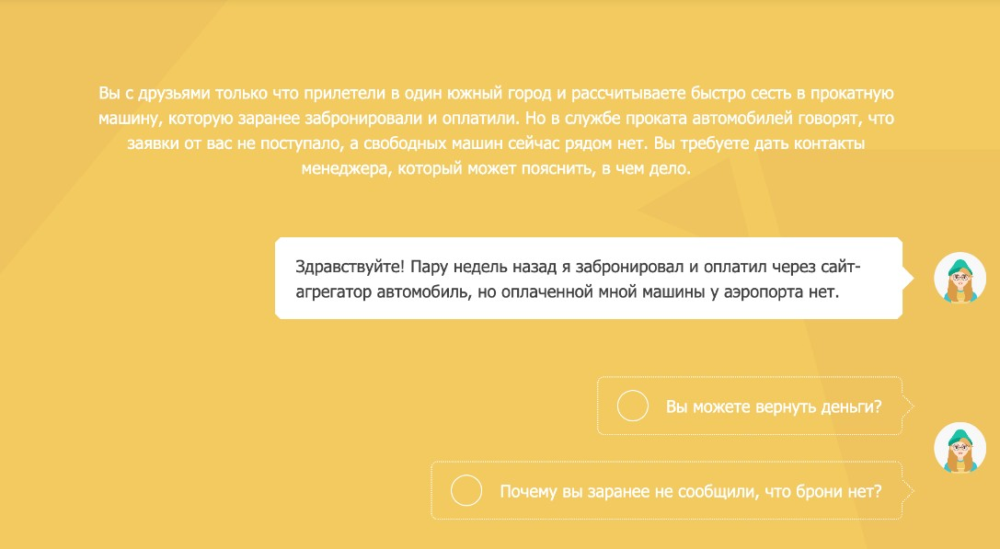 Вы с друзьями только что прилетели в один южный город и рассчитываете быстро сесть в прокатную
машину, которую заранее забронировали и оплатили. Но в службе проката автомобилей говорят, что
заявки от вас не поступало, а свободных машин сейчас рядом нет. Вы требуете дать контакты
менеджера, который может пояснить, в чем дело.
Здравствуйте! Пару недель назад я забронировал и оплатил через сайт-
агрегатор автомобиль, но оплаченной мной машины у аэропорта нет.
Вы можете вернуть деньги?
Почему вы заранее не сообщили, что брони нет?